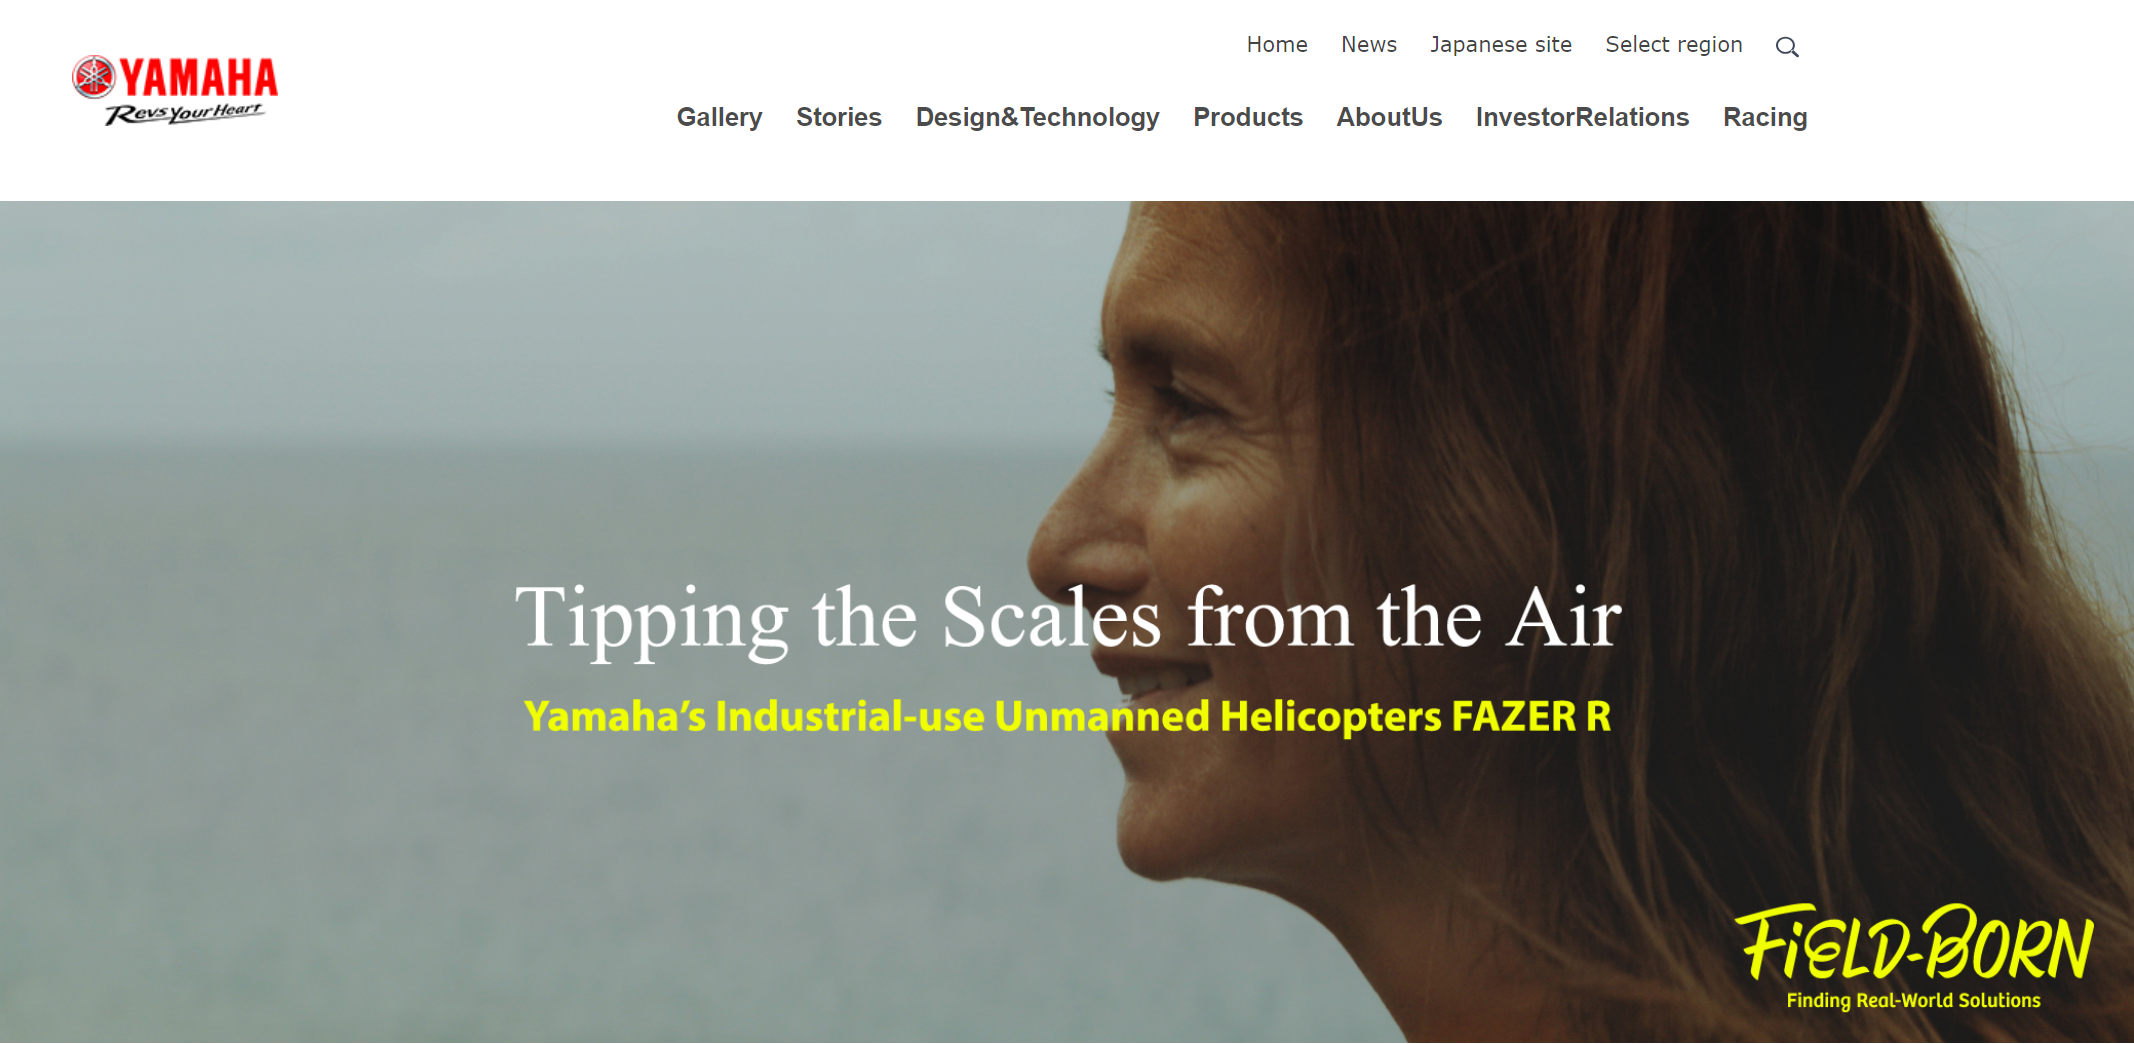 YAMAHA
Revs Your Heart
Home News Japanese site Select region
Gallery Stories Design&Technology Products AboutUs InvestorRelations Racing
Tipping the Scales from the Air
Yamaha’s Industrial-use Unmanned Helicopters FAZER R
FiELD-BORN
Finding Real-World Solutions